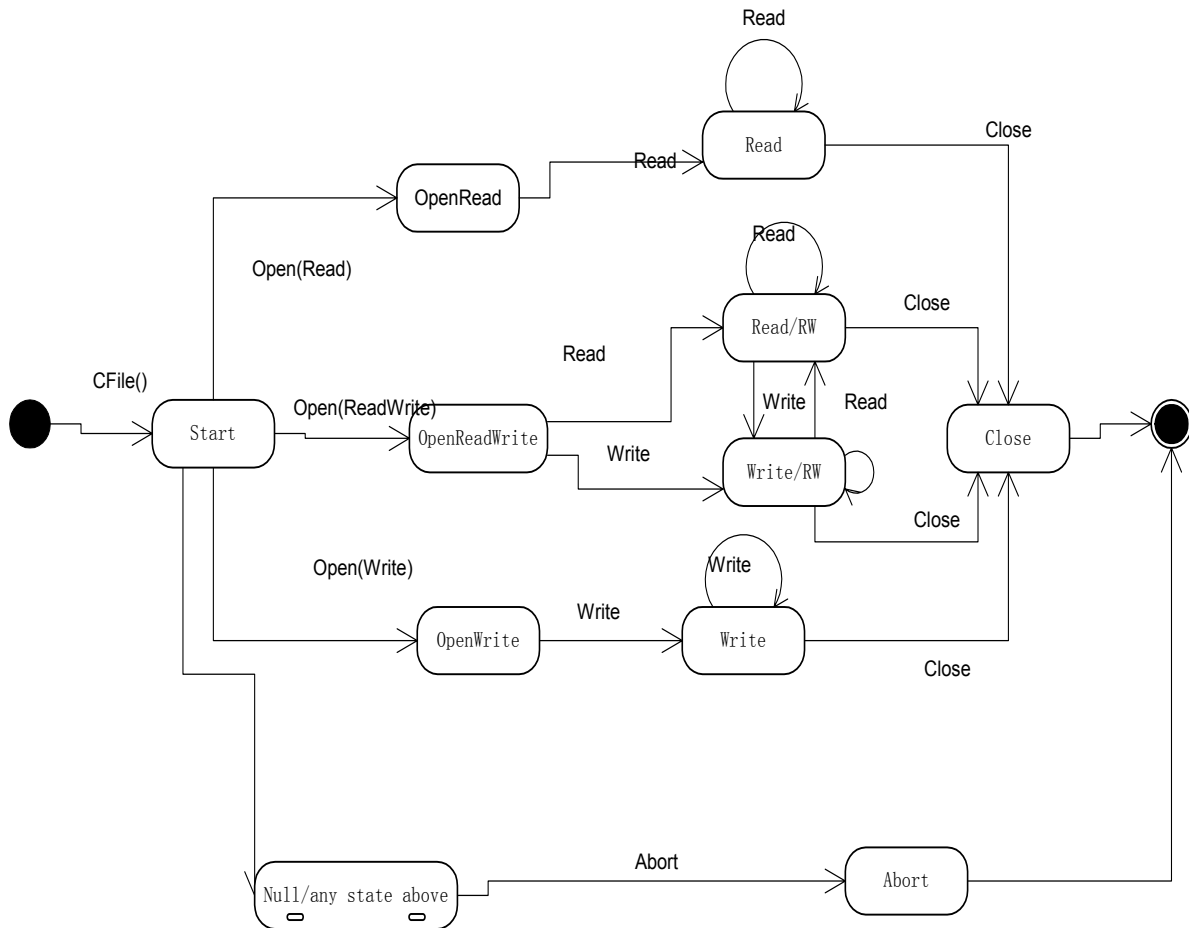 Read
Read
Close
Read
OpenRead
Read
Open(Read)
Close
Read/RW
Read
CFile()
Write
Read
Open(ReadWrite)
Start
OpenReadWrite
Close
Write
Write/RW
Close
Write
Open(Write)
Write
OpenWrite
Write
Close
Abort
Null/any state above
Abort